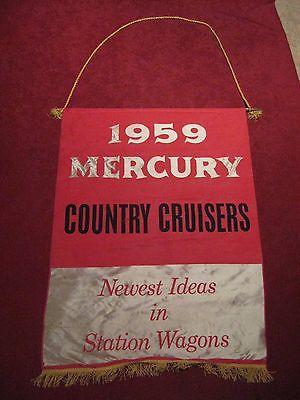 1959
MERCURY
COUNTRY CRUISERS
Newest Ideas
in
Station Wagons